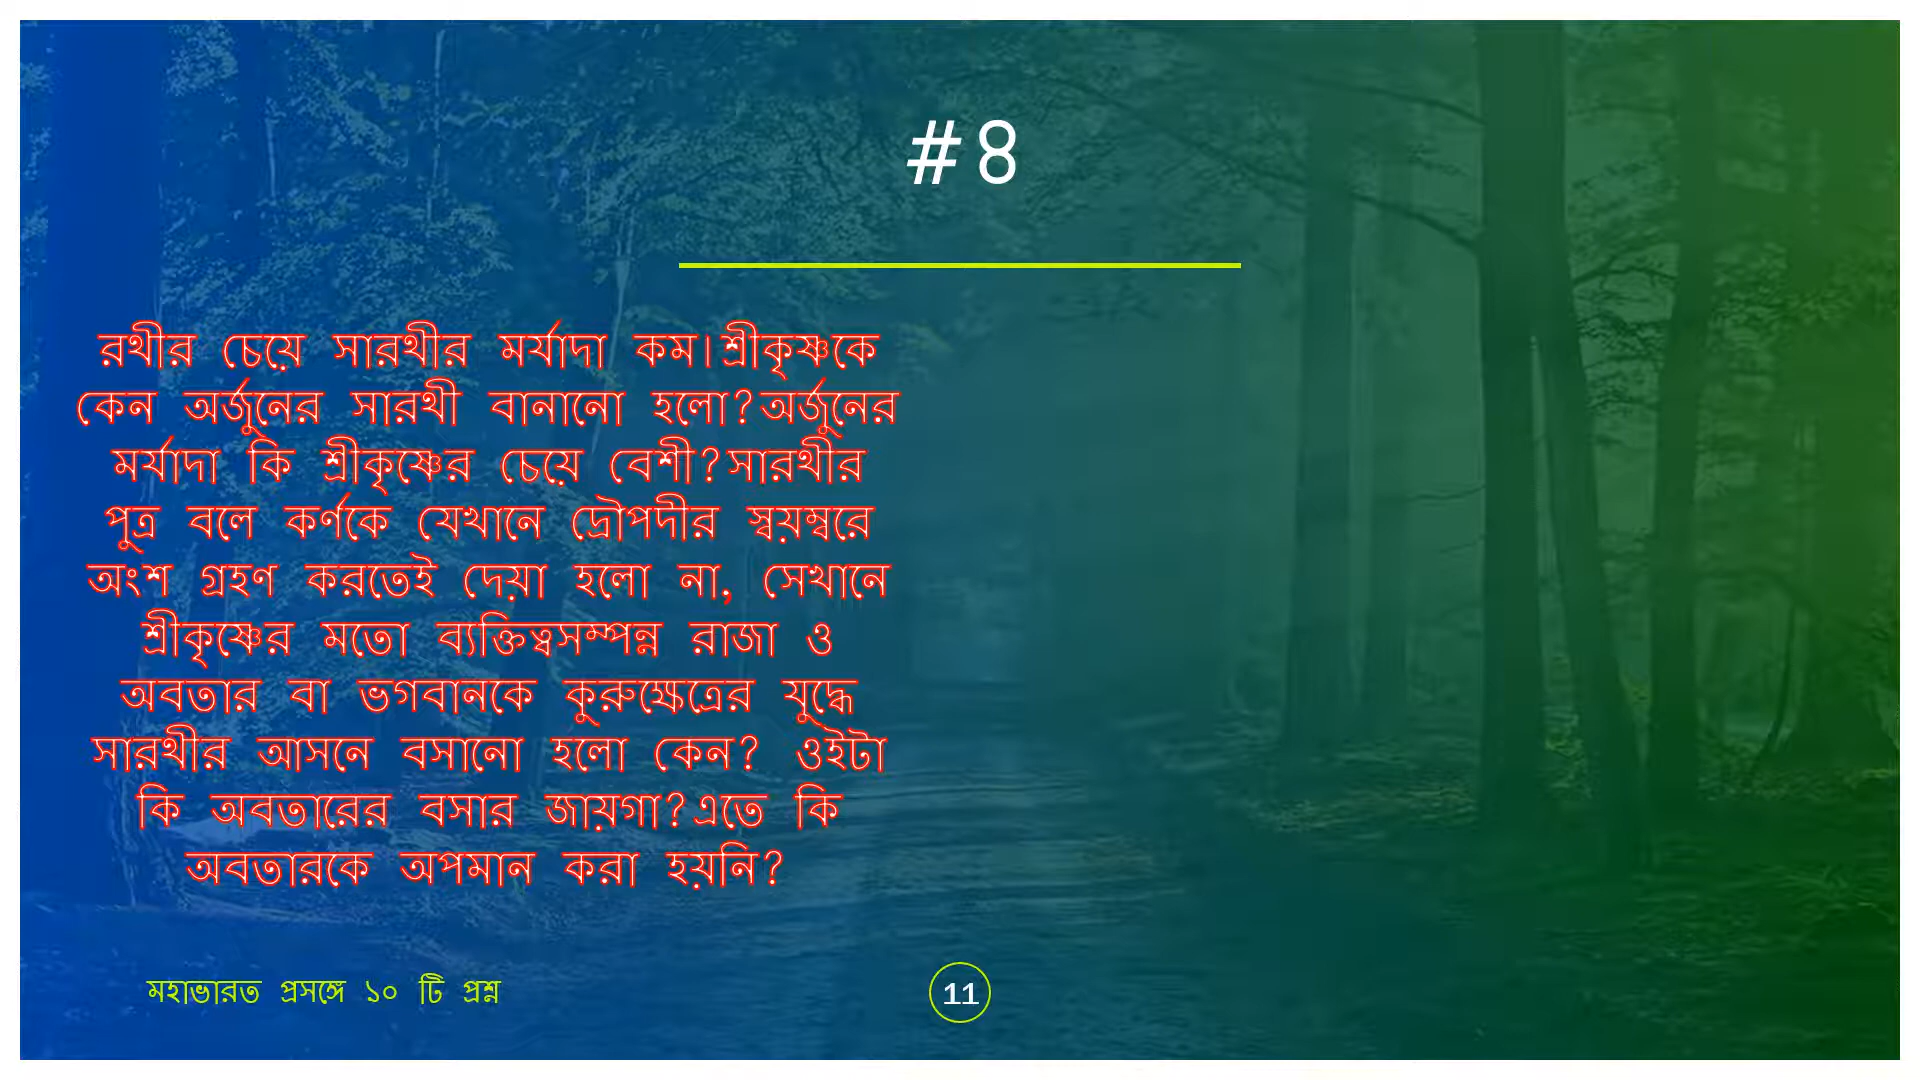 #8
রথীর চেয়ে সারথীর মর্যাদা কম।শ্রীকৃষ্ণকে
কেন অর্জুনের সারথী বানানো হলো?অর্জুনের
মর্যাদা কি শ্রীকৃষ্ণের চেয়ে বেশী?সারথীর
পুত্র বলে কর্ণকে যেখানে দ্রৌপদীর স্বয়ম্বরে
অংশ গ্রহণ করতেই দেয়া হলো না, সেখানে
শ্রীকৃষ্ণের মতো ব্যক্তিত্বসম্পন্ন রাজা ও
অবতার বা ভগবানকে কুরুক্ষেত্রের যুদ্ধে
সারথীর আসনে বসানো হলো কেন? ওইটা
কি অবতারের বসার জায়গা?এতে কি
অবতারকে অপমান করা হয়নি?
মহাভারত প্রসঙ্গে ১০ টি প্রশ্ন
11